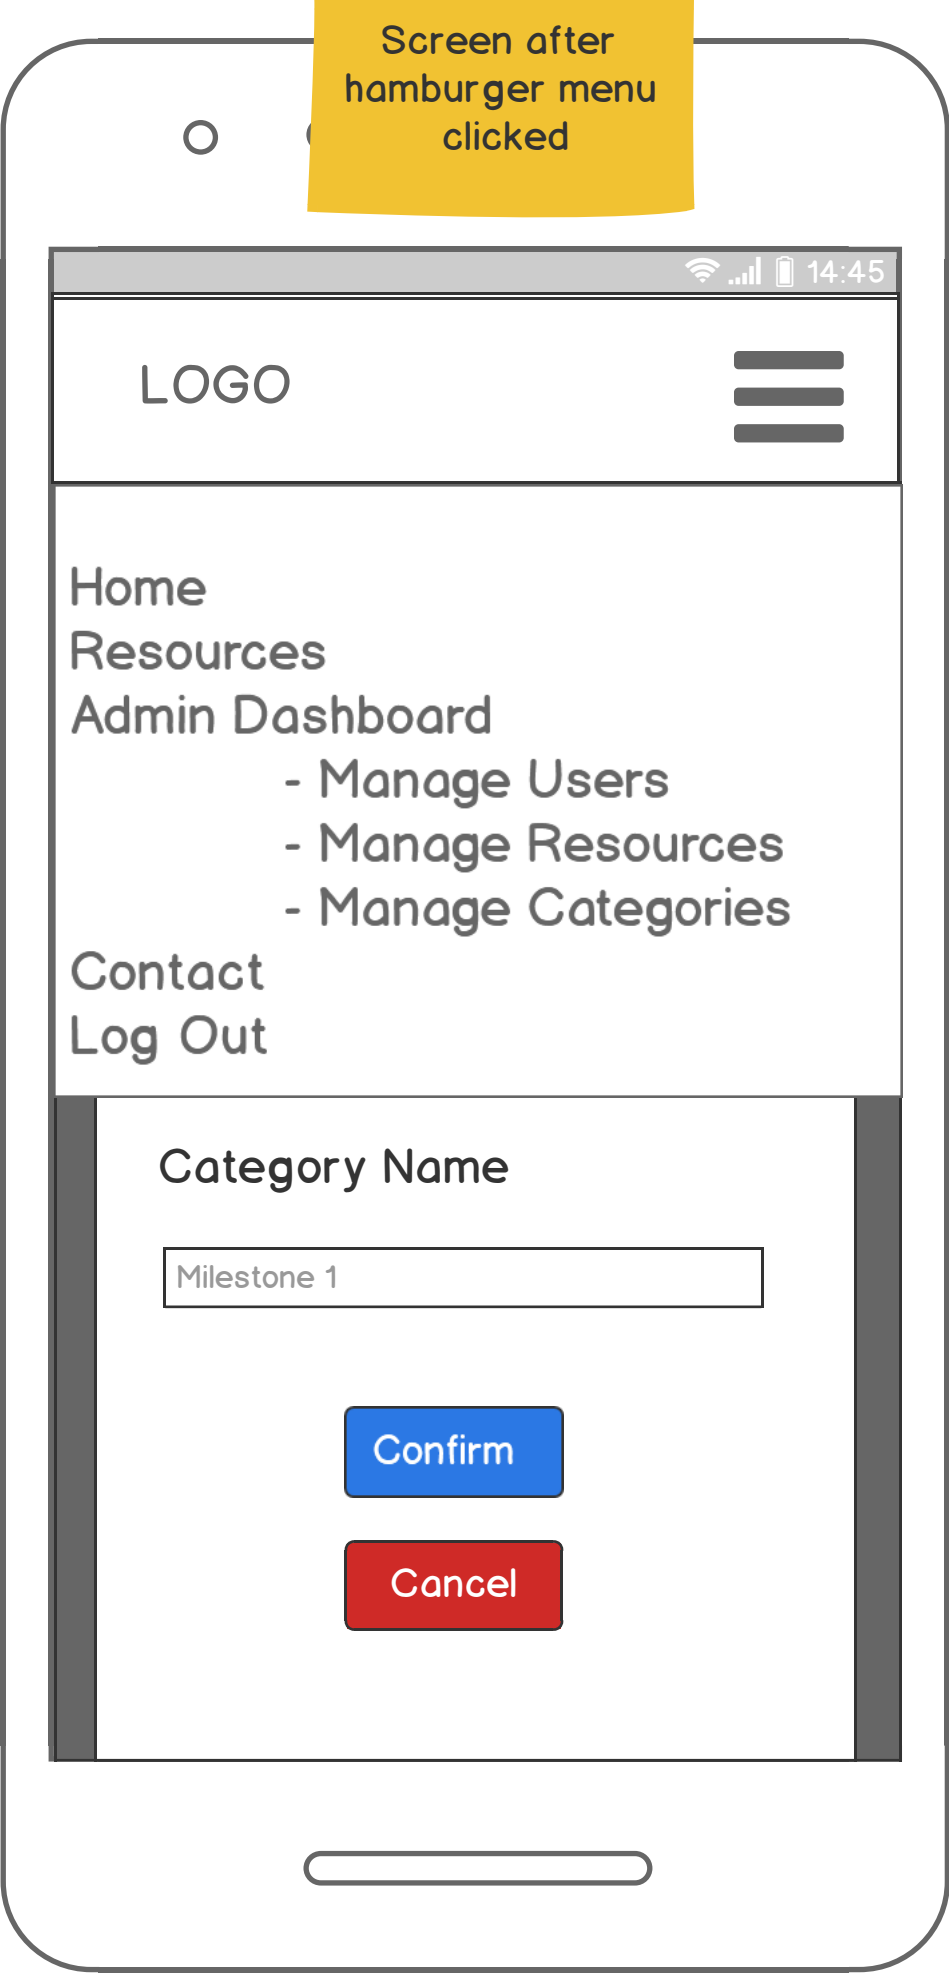 Screen after
hamburger menu
clicked
14:45
LOGO
Home
Resources
Admin Dashboard
- Manage Users
- Manage Resources
- Manage Categories
Contact
Log Out
Category Name
Milestone 1
Confirm
Cancel